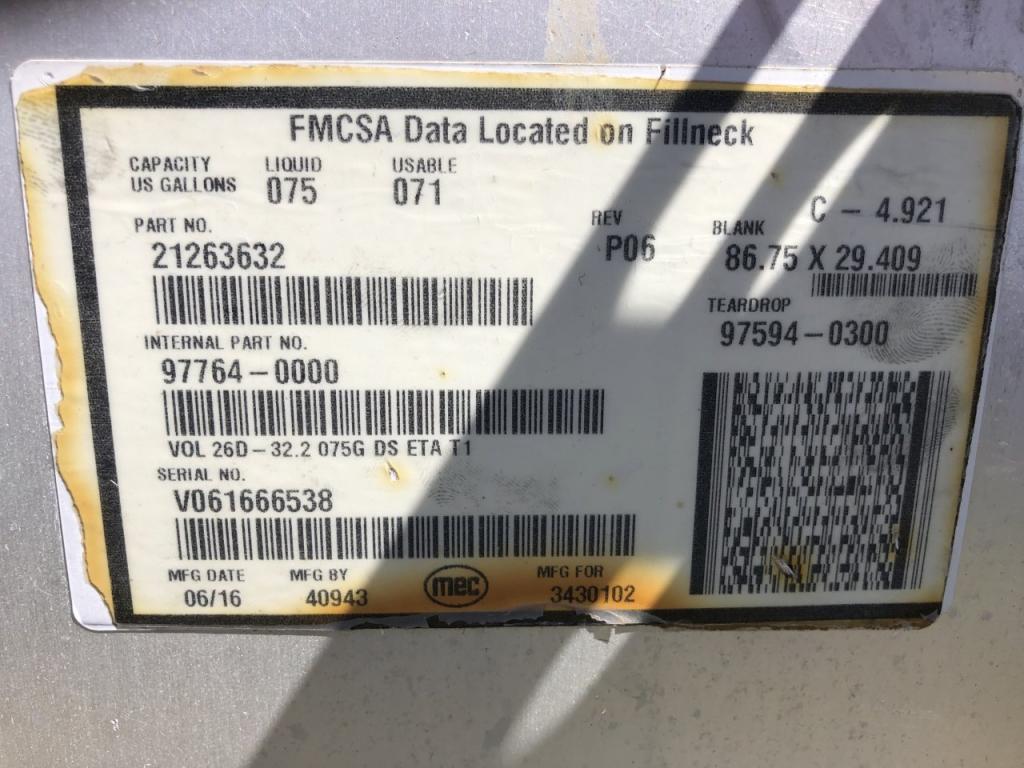 FMCSA Data Located on Fillneck
CAPACITY US GALLONS
LIQUID
075
USABLE
071
PART NO.
21263632
REV
P06
C - 4.921
BLANK
86.75 X 29.409
TEARDROP
97594-0300
INTERNAL PART NO.
97764-0000
VOL 26D-32.2 075G DS ETA T1
SERIAL NO.
V061666538
MFG DATE
06/16
MFG BY
40943
mec
MFG FOR
3430102